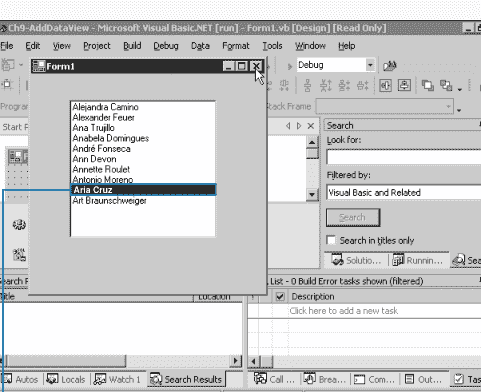 Ch9-AddDataView - Microsoft Visual Basic.NET [run] - Form1.vb [Design] [Read Only]
File Edit View Project Build Debug Data Format Tools Window Help
Form1
Debug
Stack Frame
Alejandra Camino
Alexander Feuer
Ana Trujillo
Anabela Domingues
André Fonseca
Ann Devon
Annette Roulet
Antonio Moreno
Aria Cruz
Art Braunschweiger
Search
Look for:
Filtered by:
Visual Basic and Related
Search
Search in titles only
Solutio... Runnin... Sea
List - 0 Build Error tasks shown (filtered)
Title Location
Description
Click here to add a new task
Autos Locals Watch 1 Search Results
Call ... Brea... Com... Out... Tas